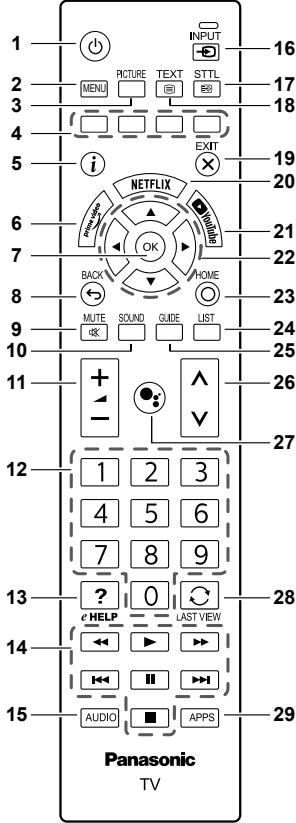 INPUT
1
16
PICTURE TEXT STTL
2 MENU 17
3 18
4
EXIT
5 i 19
NETFLIX 20
6 prime video YouTube 21
7 OK 22
BACK HOME
8 23
MUTE SOUND GUIDE LIST
9 24
10 25
11 + 26
−
27
12 1 2 3
4 5 6
7 8 9
13 ? 0 28
e HELP LAST VIEW
14
15 AUDIO APPS 29
Panasonic
TV